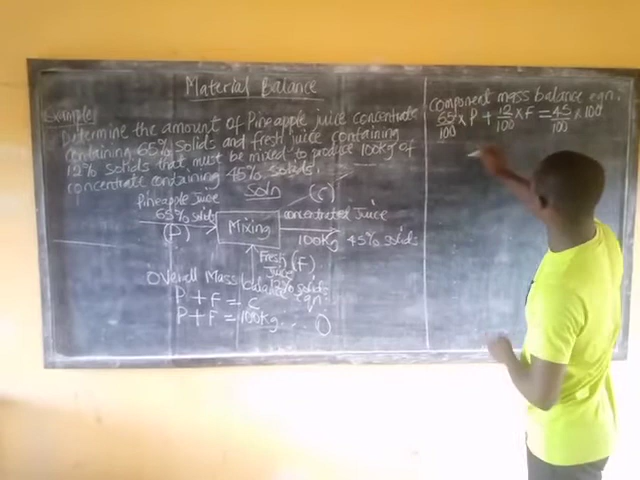 Material Balance
Example
Determine the amount of Pineapple juice concentrate
containing 65% Solids and fresh juice containing
12% solids that must be mixed to produce 100kg of
concentrate containing 45% solids.
Soln
Pineapple Juice
65% solids
(P)
Mixing
(C)
concentrated Juice
100kg 45% solids
Fresh (F)
Juice
12% solids
Overall Mass balance eqn.
P + F = C
P + F = 100kg ... ①
Component mass balance eqn.
65/100 x P + 12/100 x F = 45/100 x 100